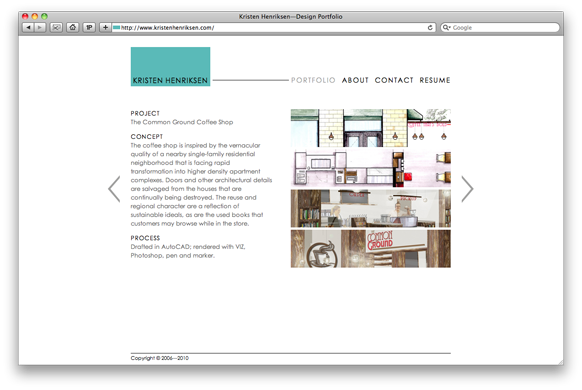 Kristen Henriksen—Design Portfolio
http://www.kristenhenriksen.com/
Google
KRISTEN HENRIKSEN
PORTFOLIO ABOUT CONTACT RESUME
PROJECT
The Common Ground Coffee Shop
CONCEPT
The coffee shop is inspired by the vernacular
quality of a nearby single-family residential
neighborhood that is facing rapid
transformation into higher density apartment
complexes. Doors and other architectural details
are salvaged from the houses that are
continually being destroyed. The reuse and
regional character are a reflection of
sustainable ideals, as are the used books that
customers may browse while in the store.
PROCESS
Drafted in AutoCAD; rendered with VIZ,
Photoshop, pen and marker.
COMMON
GROUND
Copyright © 2006—2010